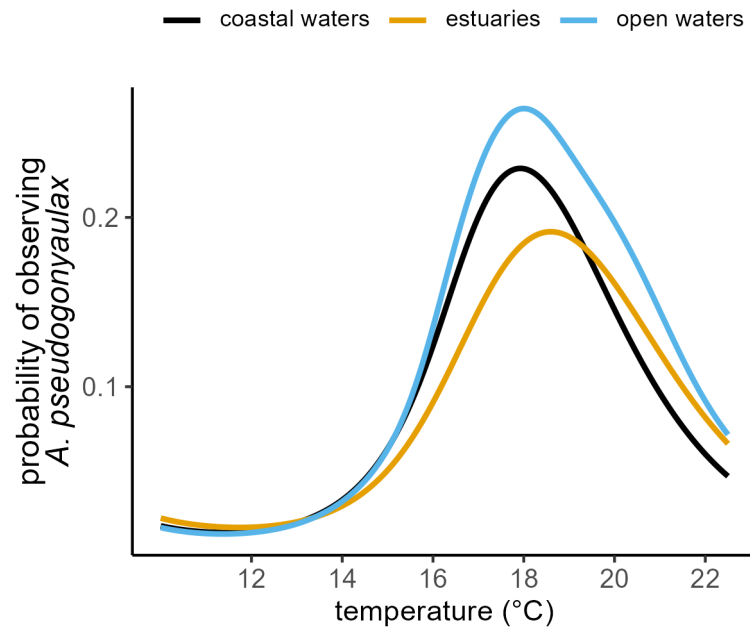 coastal waters estuaries open waters
probability of observing
A. pseudogonyaulax
0.2
0.1
12 14 16 18 20 22
temperature (°C)